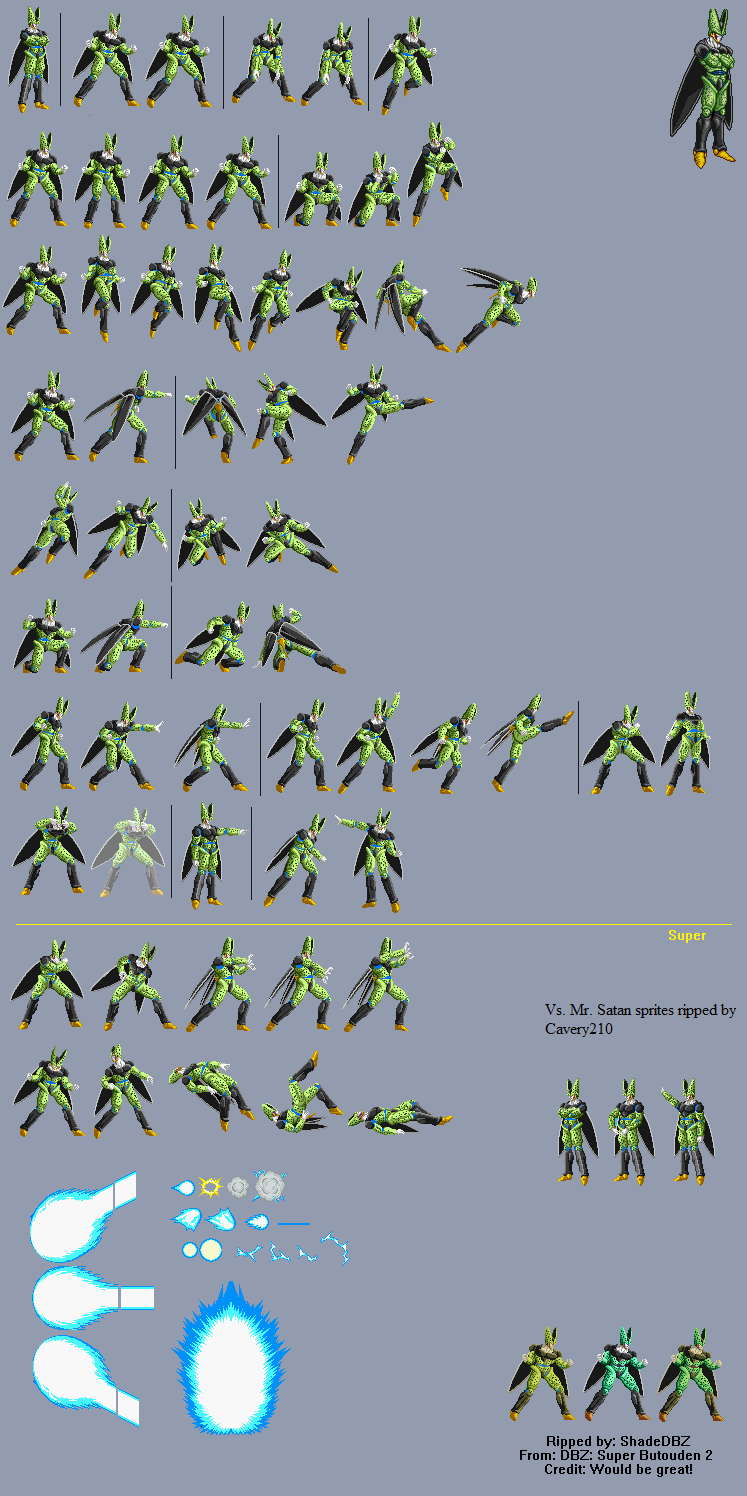 Super
Vs. Mr. Satan sprites ripped by
Cavery210
Ripped by: ShadeDBZ
From: DBZ: Super Butouden 2
Credit: Would be great!